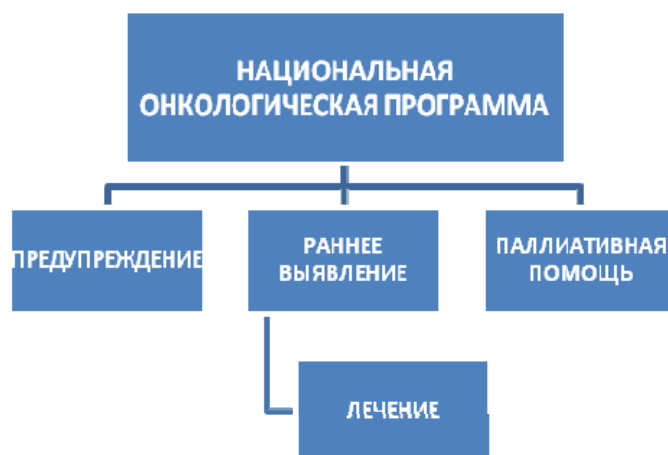 НАЦИОНАЛЬНАЯ
ОНКОЛОГИЧЕСКАЯ ПРОГРАММА
ПРЕДУПРЕЖДЕНИЕ
РАННЕЕ
ВЫЯВЛЕНИЕ
ПАЛЛИАТИВНАЯ
ПОМОЩЬ
ЛЕЧЕНИЕ